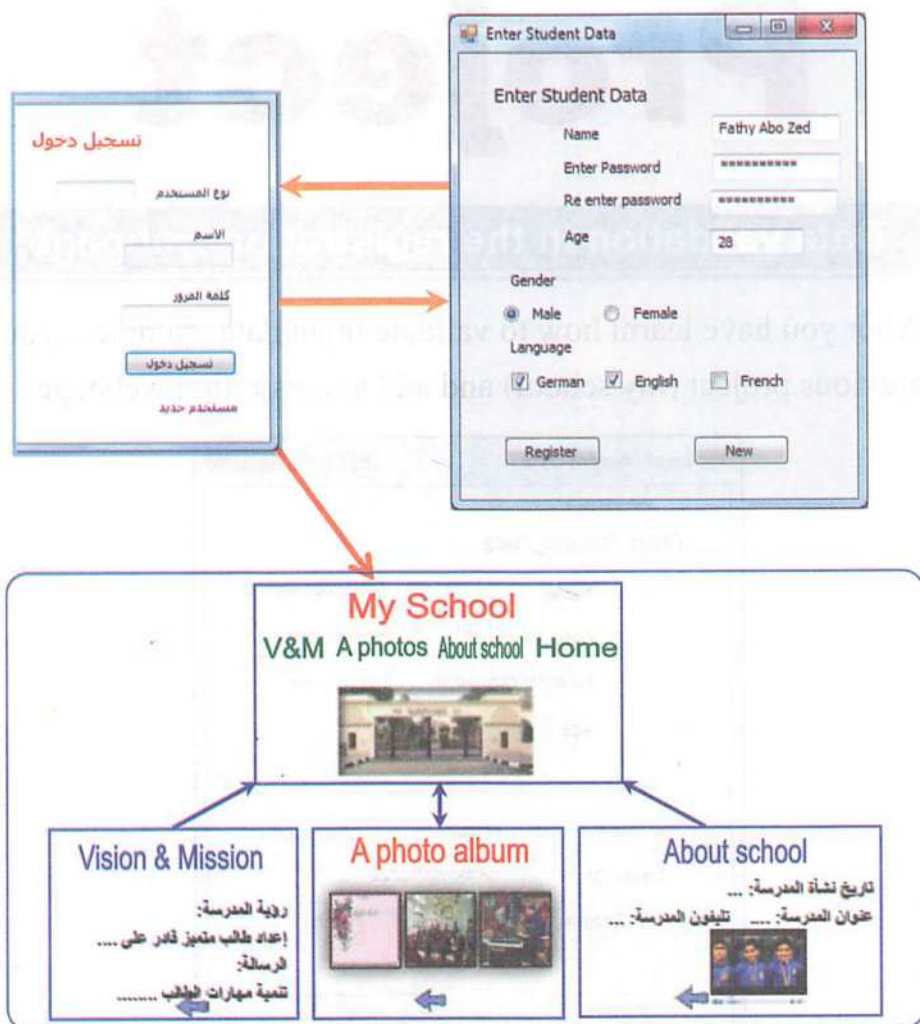 Enter Student Data
Enter Student Data
Name
Fathy Abo Zed
Enter Password
**********
Re enter password
**********
Age
28
Gender
Male
Female
Language
German
English
French
Register
New
تسجيل دخول
نوع المستخدم
الاسم
كلمة المرور
تسجيل دخول
مستخدم جديد
My School
V&M A photos About school Home
Vision & Mission
رؤية المدرسة:
إعداد طالب متميز قادر على ....
الرسالة:
تنمية مهارات الطالب ........
A photo album
About school
تاريخ نشأة المدرسة: ...
عنوان المدرسة: .... تليفون المدرسة: ...